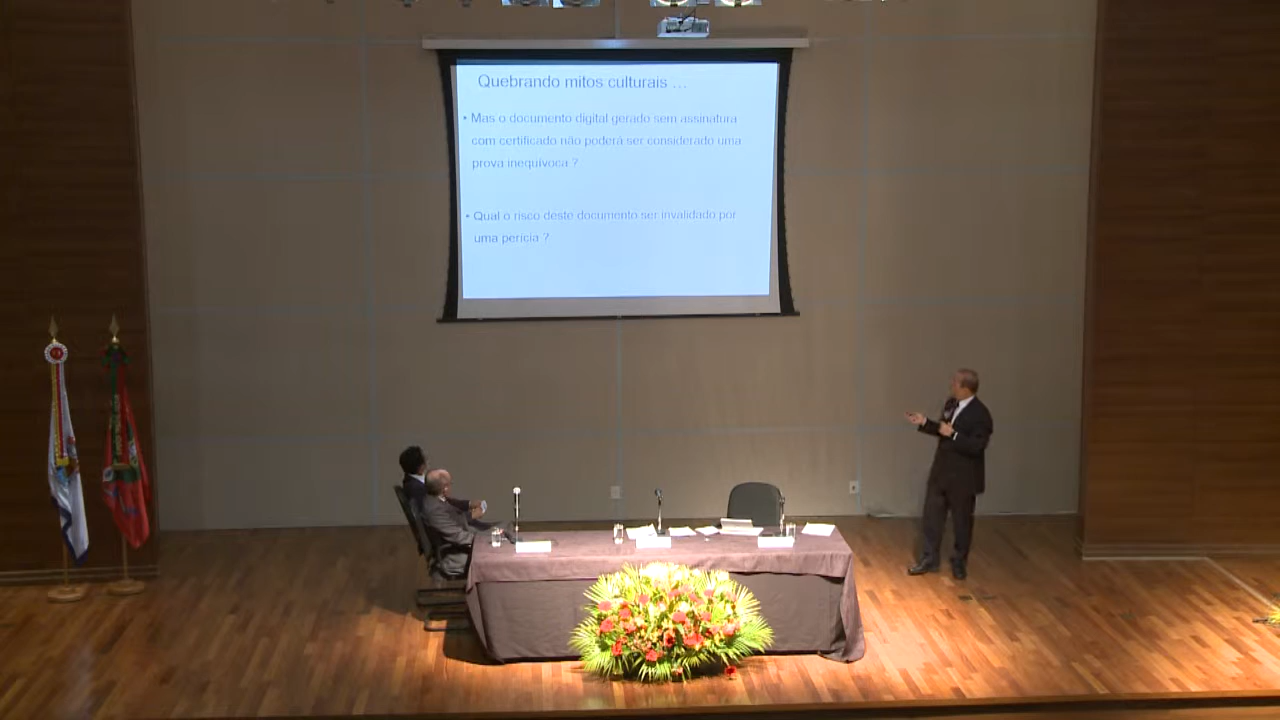 Quebrando mitos culturais ...
• Mas o documento digital gerado sem assinatura
com certificado não poderá ser considerado uma
prova inequívoca ?
• Qual o risco deste documento ser invalidado por
uma perícia ?